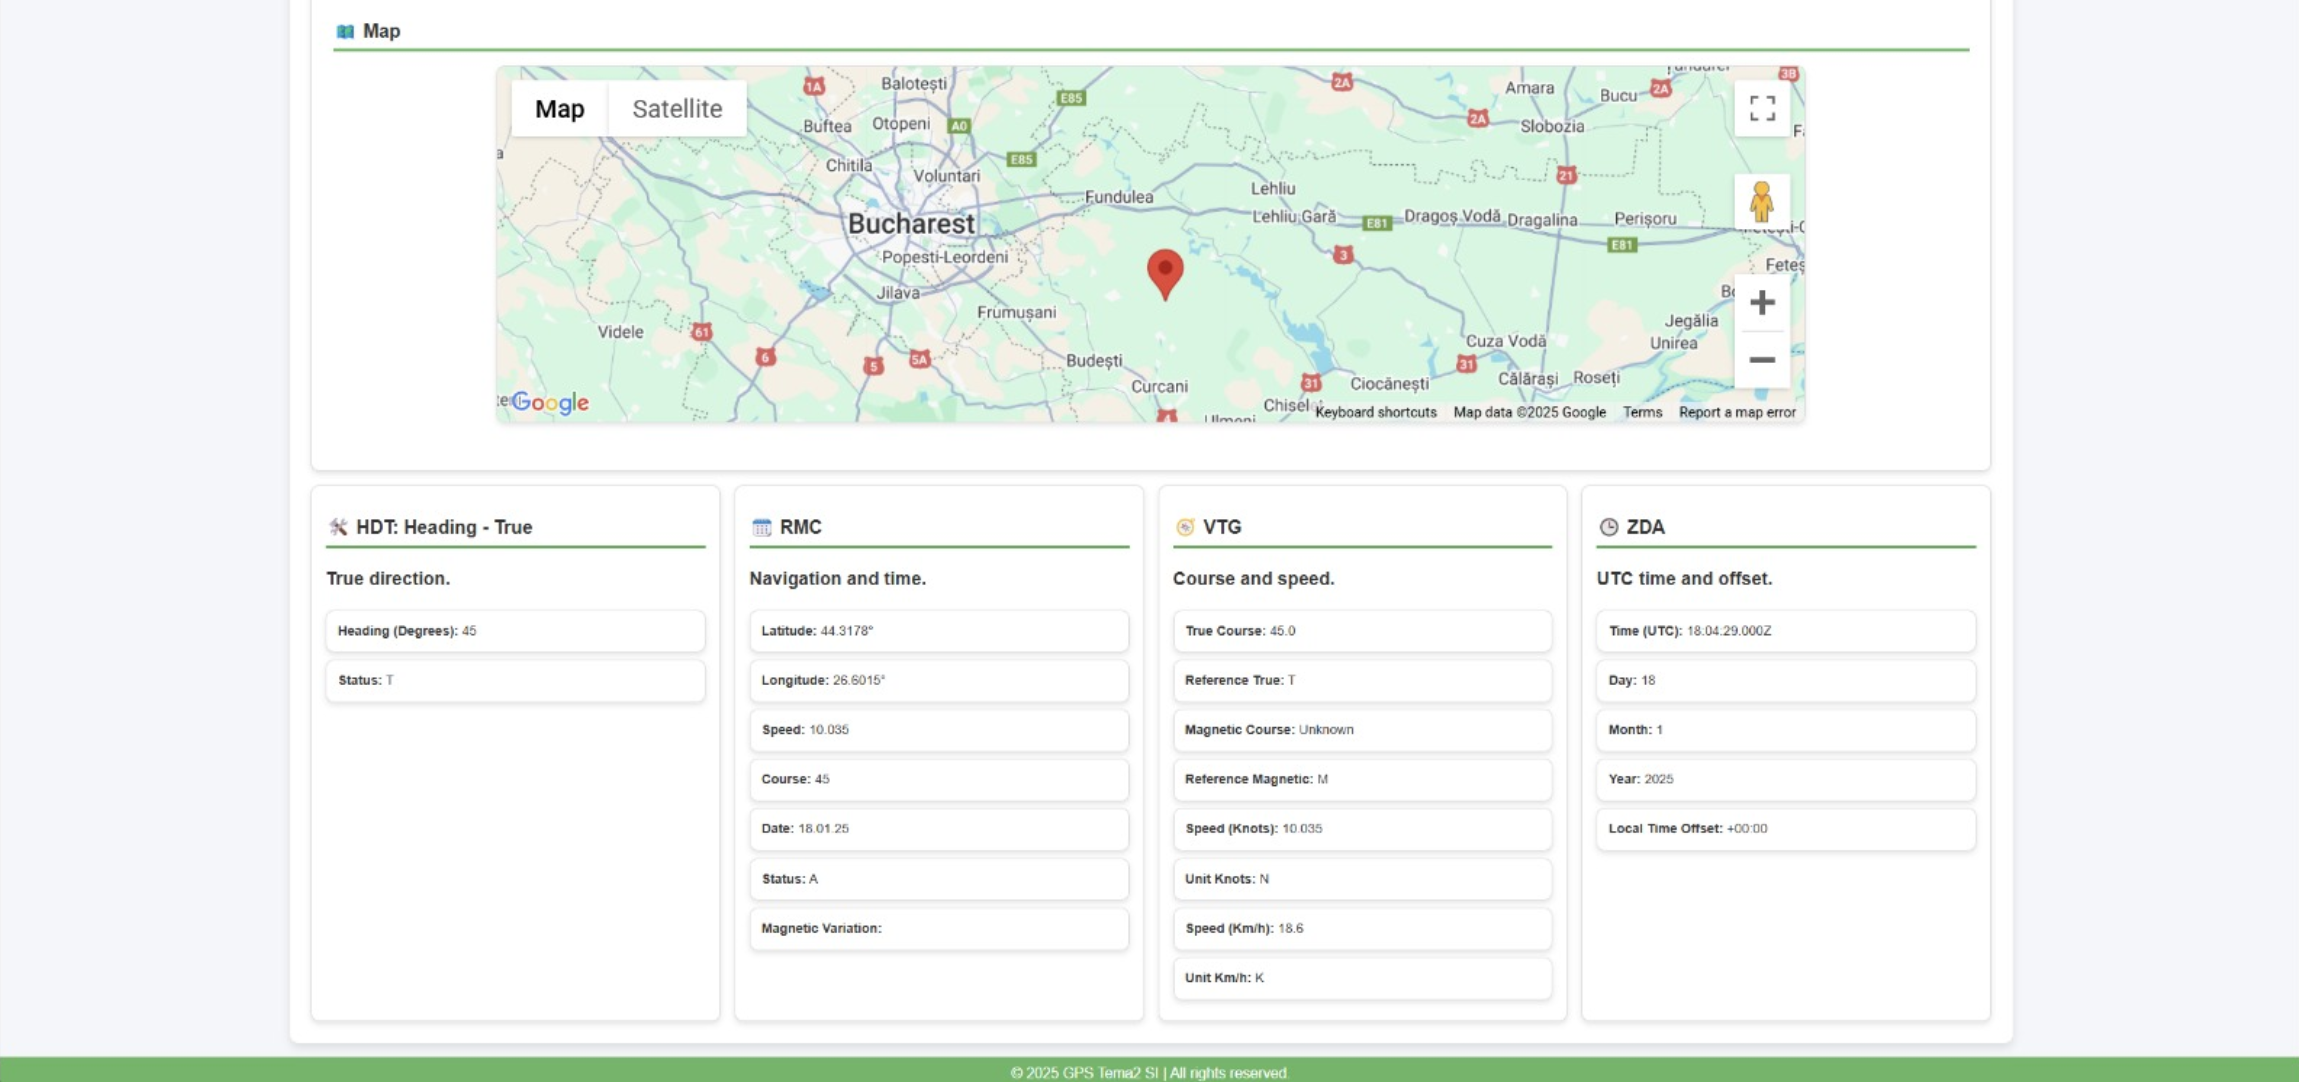 Map
Map Satellite
1A
Balotești
E85
2A
Amara
Bucu
2A
3B
Buftea
Otopeni
A0
2A
Slobozia
Chitila
E85
Voluntari
21
Fundulea
Lehliu
Bucharest
Lehliu Gară
E81
Dragoș Vodă
Dragalina
Perișoru
E81
3
Popesti-Leordeni
Jilava
Frumușani
Jegălia
Videle
61
Cuza Vodă
Unirea
6
5
5A
Budești
31
Curcani
31
Ciocănești
Călărași
Roseți
Google
Keyboard shortcuts Map data ©2025 Google Terms Report a map error
HDT: Heading - True
True direction.
Heading (Degrees): 45
Status: T
RMC
Navigation and time.
Latitude: 44.3178°
Longitude: 26.6015°
Speed: 10.035
Course: 45
Date: 18.01.25
Status: A
Magnetic Variation:
VTG
Course and speed.
True Course: 45.0
Reference True: T
Magnetic Course: Unknown
Reference Magnetic: M
Speed (Knots): 10.035
Unit Knots: N
Speed (Km/h): 18.6
Unit Km/h: K
ZDA
UTC time and offset.
Time (UTC): 18:04:29.000Z
Day: 18
Month: 1
Year: 2025
Local Time Offset: +00:00
© 2025 GPS Tema2 SI | All rights reserved.